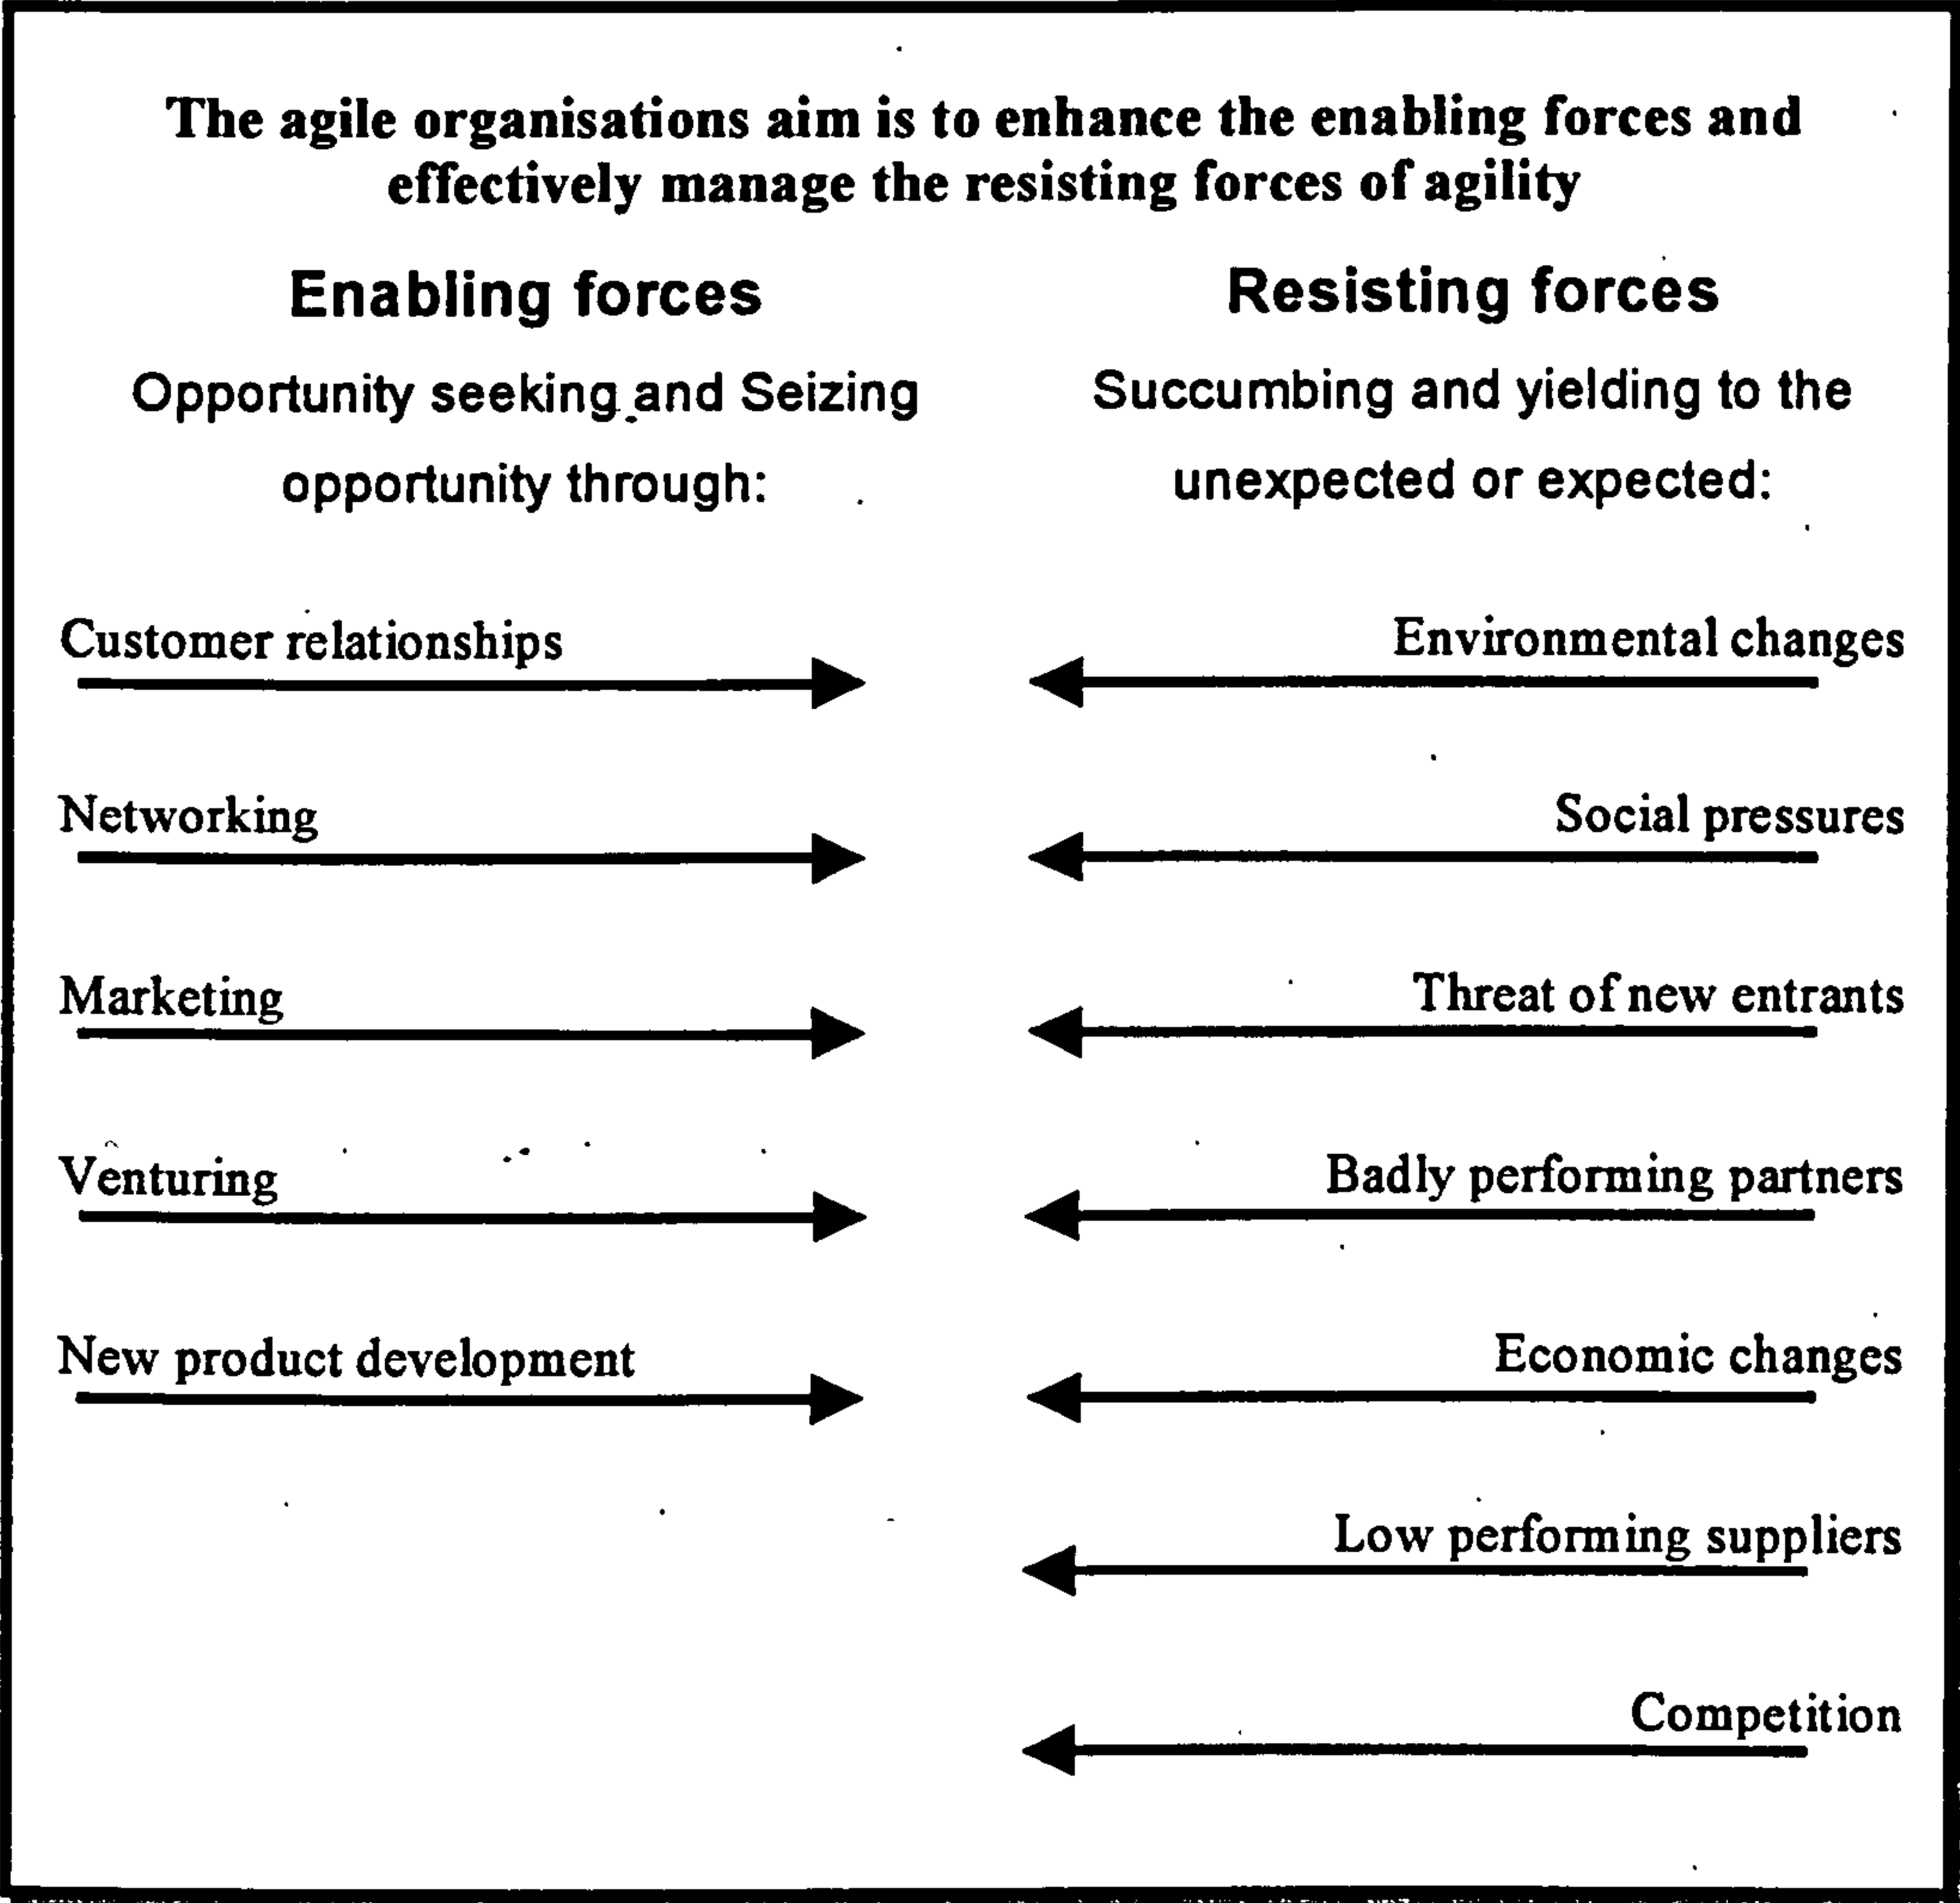 The agile organisations aim is to enhance the enabling forces and
effectively manage the resisting forces of agility
Enabling forces
Opportunity seeking and Seizing
opportunity through:
Customer relationships
Networking
Marketing
Venturing
New product development
Resisting forces
Succumbing and yielding to the
unexpected or expected:
Environmental changes
Social pressures
Threat of new entrants
Badly performing partners
Economic changes
Low performing suppliers
Competition